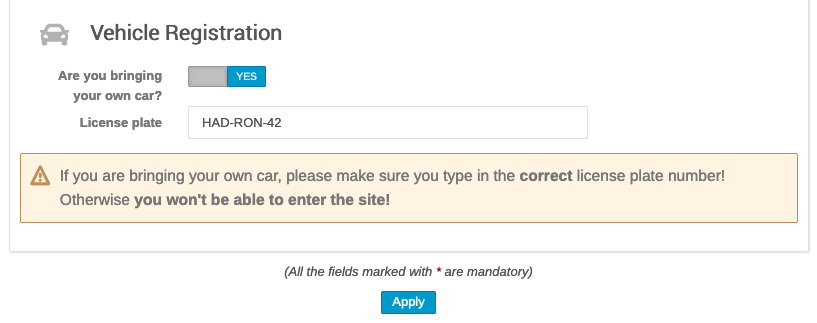 Vehicle Registration
Are you bringing
your own car?
YES
License plate
HAD-RON-42
If you are bringing your own car, please make sure you type in the correct license plate number!
Otherwise you won't be able to enter the site!
(All the fields marked with * are mandatory)
Apply